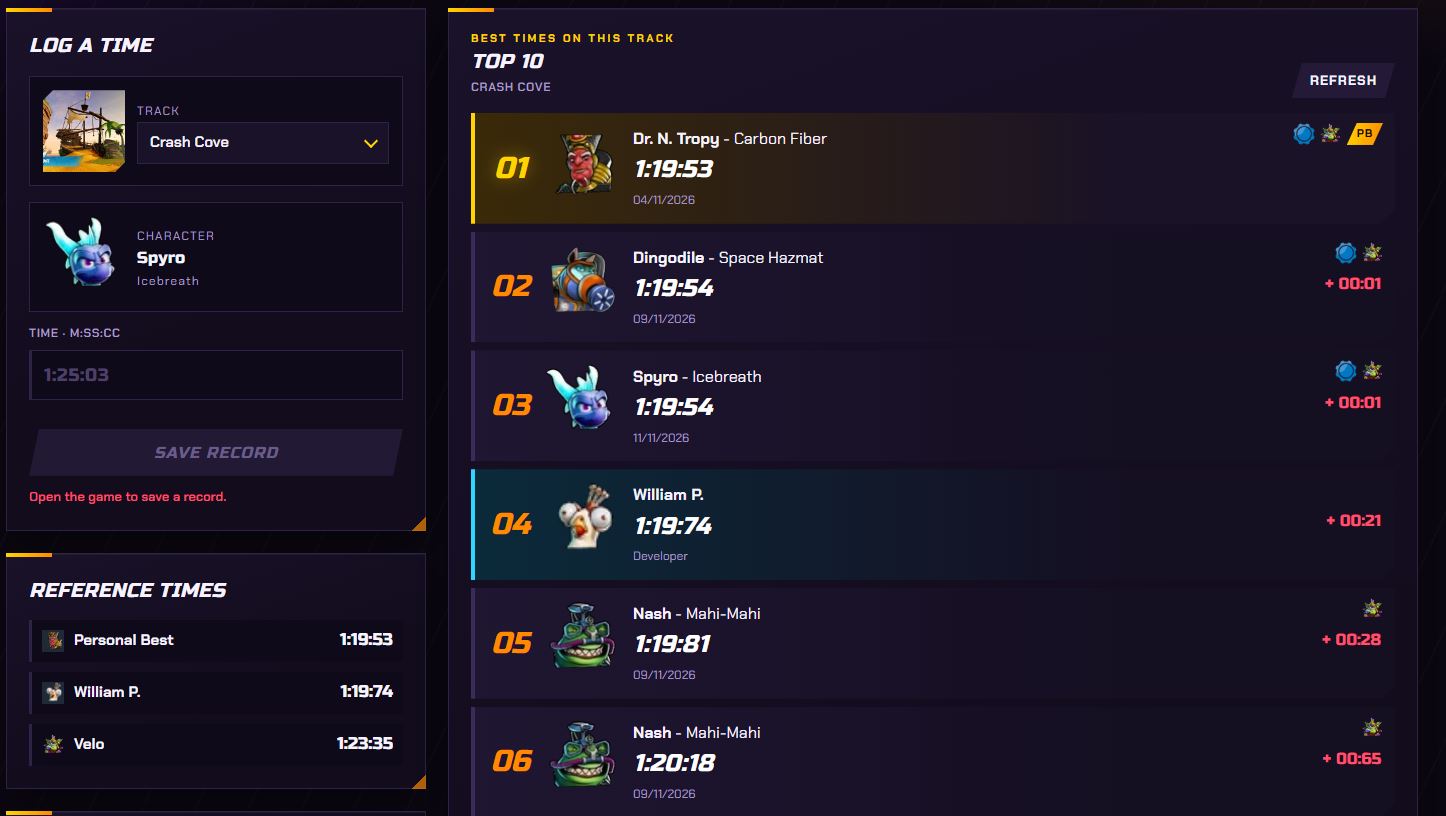 LOG A TIME
TRACK
Crash Cove
CHARACTER
Spyro
Icebreath
TIME · M:SS:CC
1:25:03
SAVE RECORD
Open the game to save a record.
REFERENCE TIMES
Personal Best 1:19:53
William P. 1:19:74
Velo 1:23:35
BEST TIMES ON THIS TRACK
TOP 10
CRASH COVE
REFRESH
01
Dr. N. Tropy - Carbon Fiber
1:19:53
04/11/2026
PB
02
Dingodile - Space Hazmat
1:19:54
09/11/2026
+ 00:01
03
Spyro - Icebreath
1:19:54
11/11/2026
+ 00:01
04
William P.
1:19:74
Developer
+ 00:21
05
Nash - Mahi-Mahi
1:19:81
09/11/2026
+ 00:28
06
Nash - Mahi-Mahi
1:20:18
09/11/2026
+ 00:65